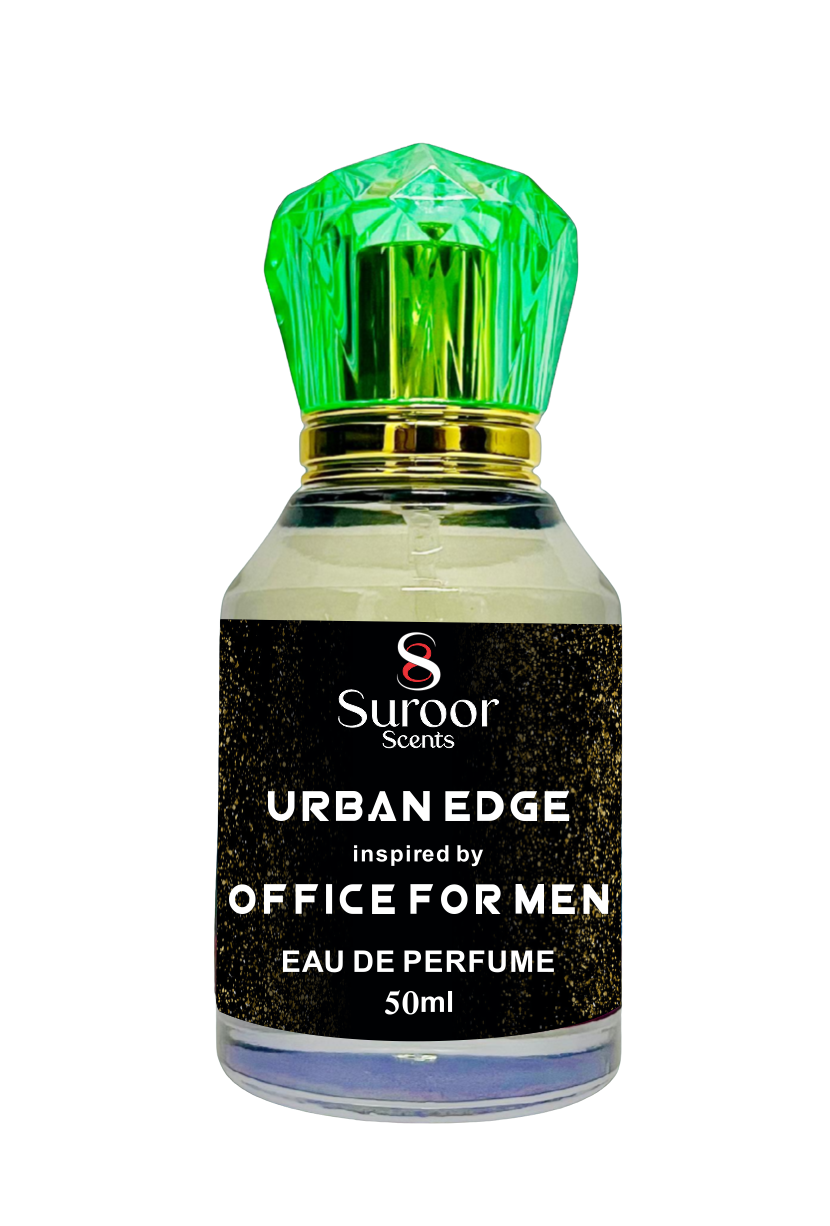 Suroor
Scents
URBAN EDGE
inspired by
OFFICE FOR MEN
EAU DE PERFUME
50ml